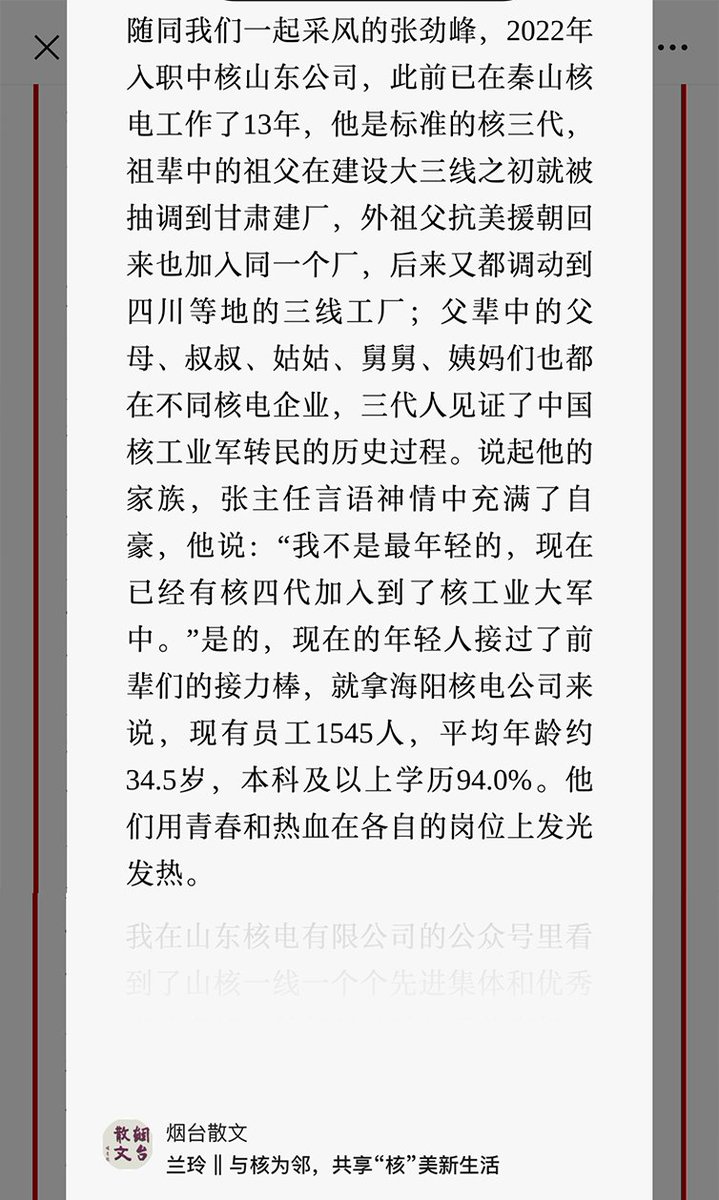 随同我们一起采风的张劲峰，2022年
入职中核山东公司，此前已在秦山核
电工作了13年，他是标准的核三代，
祖辈中的祖父在建设大三线之初就被
抽调到甘肃建厂，外祖父抗美援朝回
来也加入同一个厂，后来又都调动到
四川等地的三线工厂；父辈中的父
母、叔叔、姑姑、舅舅、姨妈们也都
在不同核电企业，三代人见证了中国
核工业军转民的历史过程。说起他的
家族，张主任言语神情中充满了自
豪，他说：“我不是最年轻的，现在
已经有核四代加入到了核工业大军
中。”是的，现在的年轻人接过了前
辈们的接力棒，就拿海阳核电公司来
说，现有员工1545人，平均年龄约
34.5岁，本科及以上学历94.0%。他
们用青春和热血在各自的岗位上发光
发热。
我在山东核电有限公司的公众号里看
到了山核一线一个个先进集体和优秀
散文烟台
烟台散文
兰玲 || 与核为邻，共享“核”美新生活